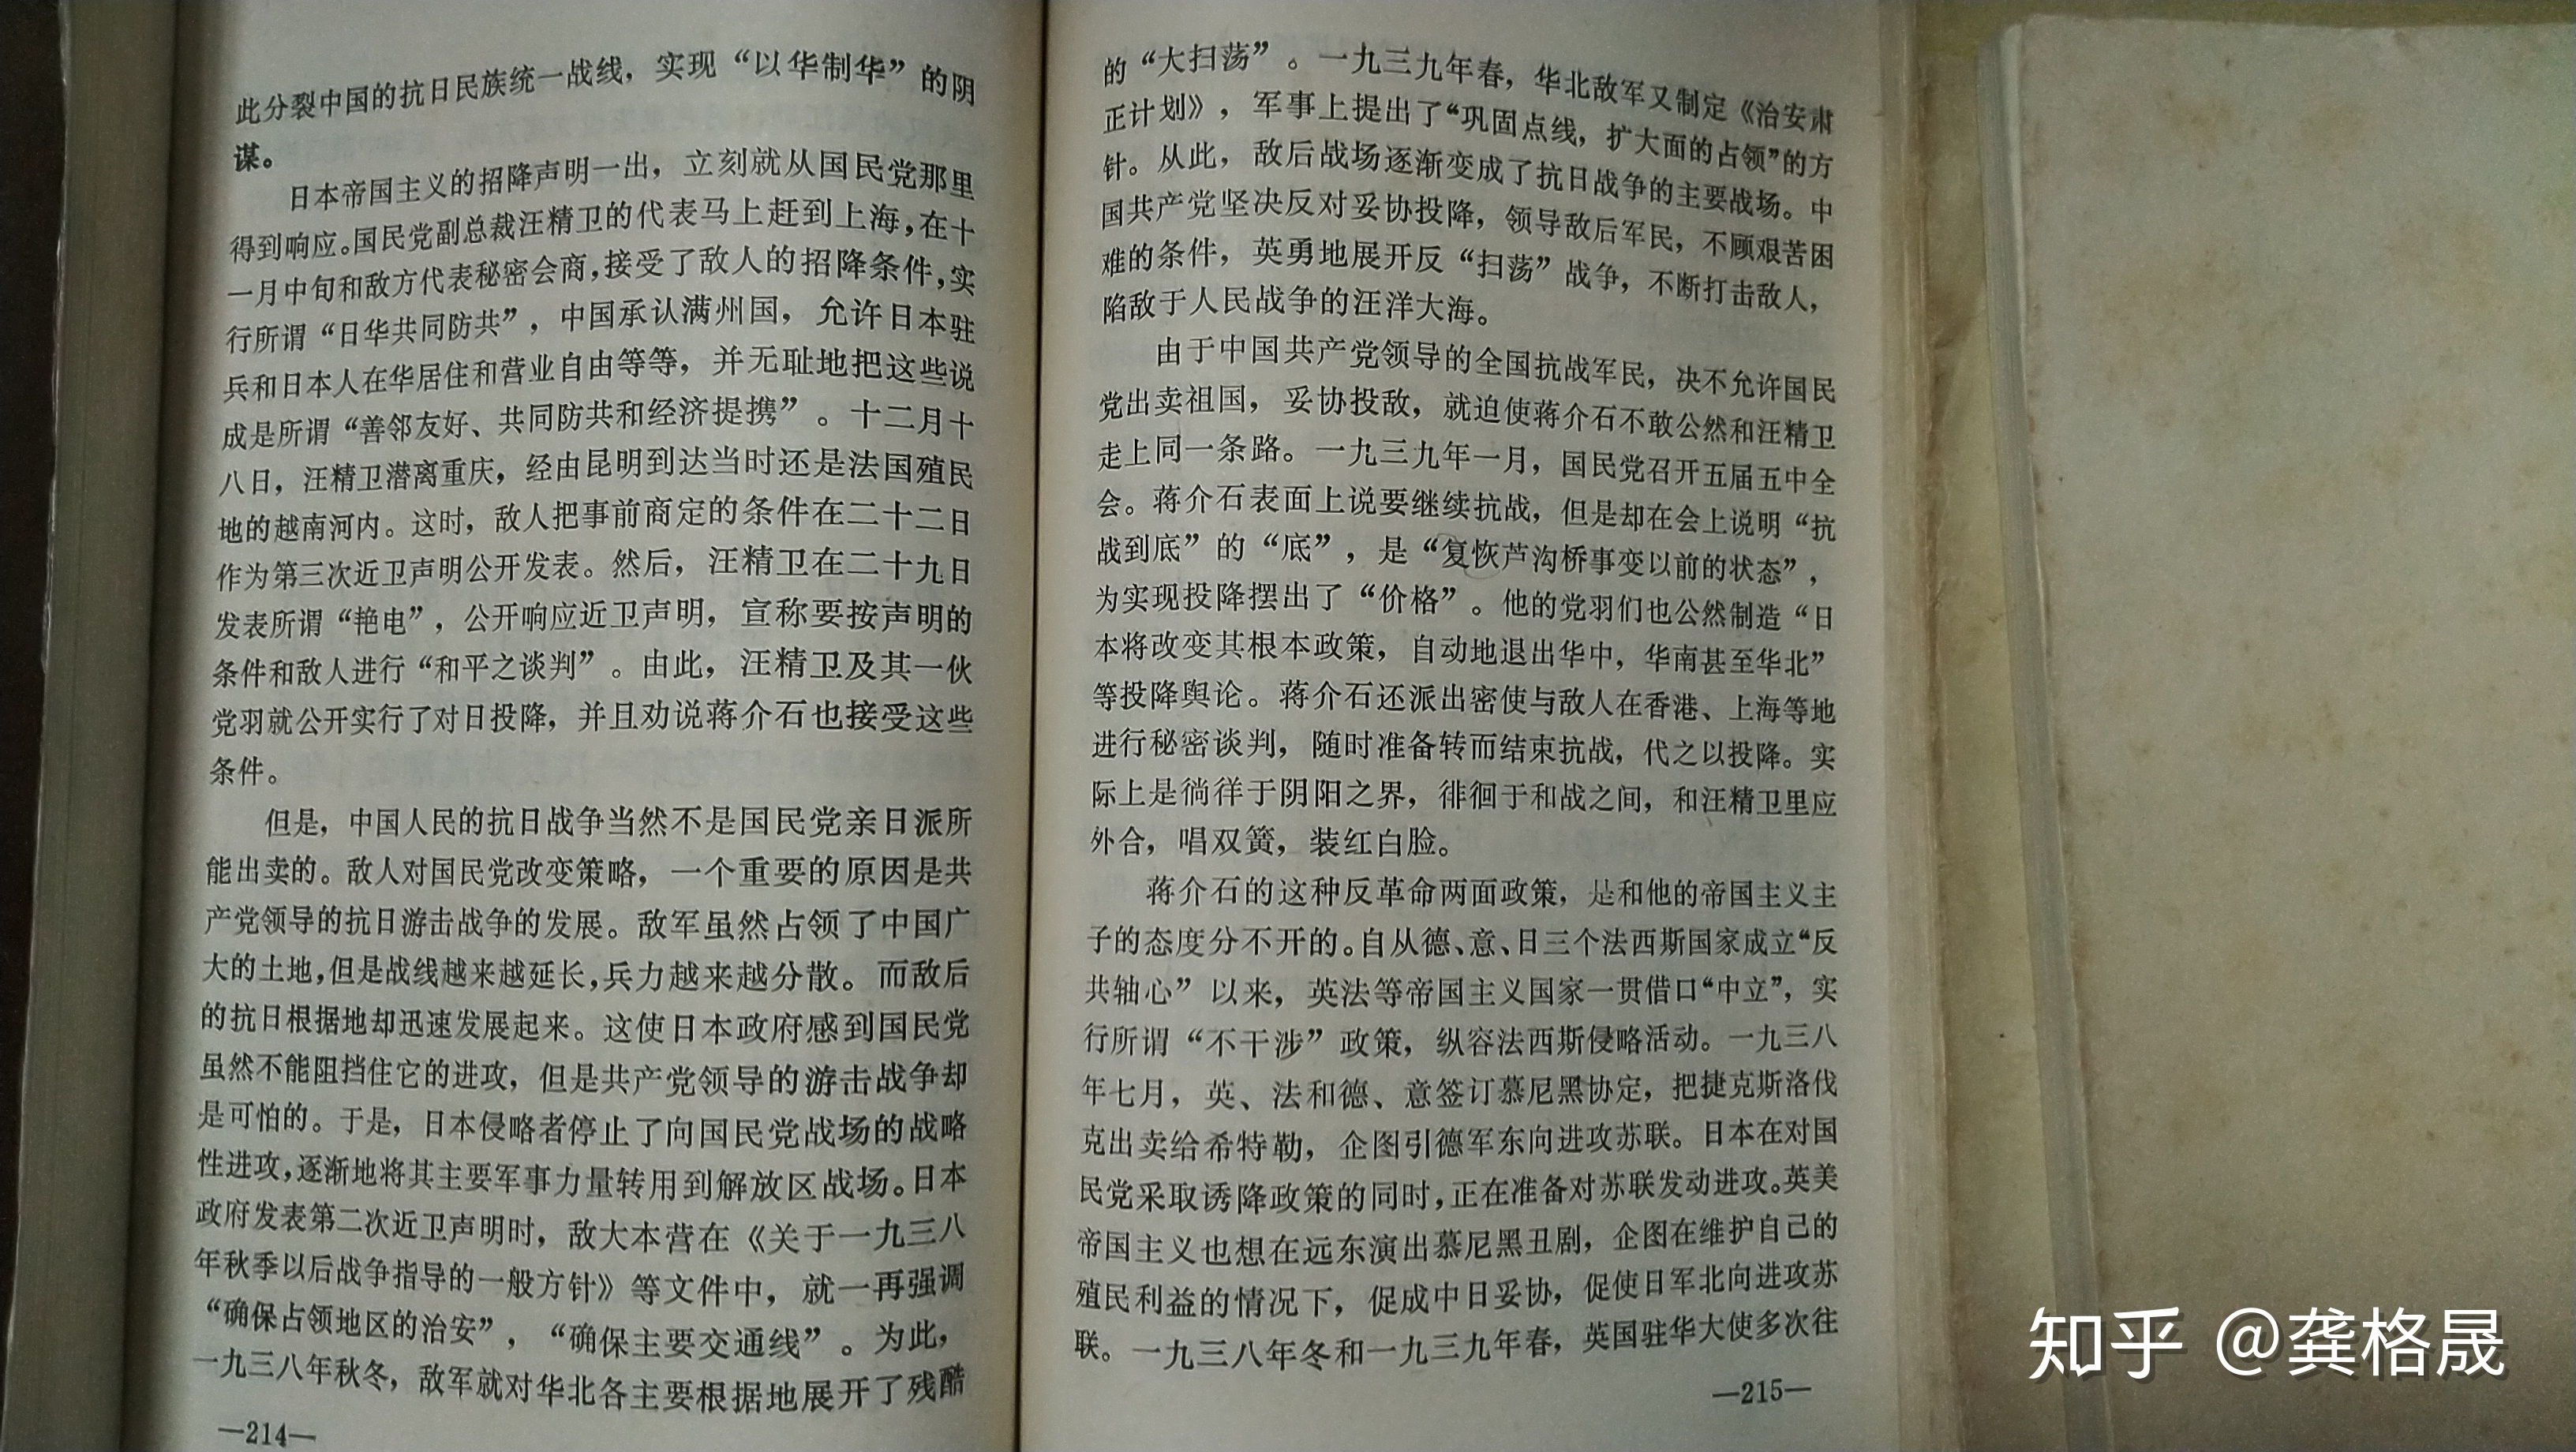 此分裂中国的抗日民族统一战线，实现“以华制华”的阴
谋。
日本帝国主义的招降声明一出，立刻就从国民党那里
得到响应。国民党副总裁汪精卫的代表马上赶到上海，在十
一月中旬和敌方代表秘密会商，接受了敌人的招降条件，实
行所谓“日华共同防共”，中国承认满州国，允许日本驻
兵和日本人在华居住和营业自由等等，并无耻地把这些说
成是所谓“善邻友好、共同防共和经济提携”。十二月十
八日，汪精卫潜离重庆，经由昆明到达当时还是法国殖民
地的越南河内。这时，敌人把事前商定的条件在二十二日
作为第三次近卫声明公开发表。然后，汪精卫在二十九日
发表所谓“艳电”，公开响应近卫声明，宣称要按声明的
条件和敌人进行“和平之谈判”。由此，汪精卫及其一伙
党羽就公开实行了对日投降，并且劝说蒋介石也接受这些
条件。
但是，中国人民的抗日战争当然不是国民党亲日派所
能出卖的。敌人对国民党改变策略，一个重要的原因是共
产党领导的抗日游击战争的发展。敌军虽然占领了中国广
大的土地，但是战线越来越延长，兵力越来越分散。而敌后
的抗日根据地却迅速发展起来。这使日本政府感到国民党
虽然不能阻挡住它的进攻，但是共产党领导的游击战争却
是可怕的。于是，日本侵略者停止了向国民党战场的战略
性进攻，逐渐地将其主要军事力量转用到解放区战场。日本
政府发表第二次近卫声明时，敌大本营在《关于一九三八
年秋季以后战争指导的一般方针》等文件中，就一再强调
“确保占领地区的治安”，“确保主要交通线”。为此，
一九三八年秋冬，敌军就对华北各主要根据地展开了残酷
—214—
的“大扫荡”。一九三九年春，华北敌军又制定《治安肃
正计划》，军事上提出了“巩固点线，扩大面的占领”的方
针。从此，敌后战场逐渐变成了抗日战争的主要战场。中
国共产党坚决反对妥协投降，领导敌后军民，不顾艰苦困
难的条件，英勇地展开反“扫荡”战争，不断打击敌人，
陷敌于人民战争的汪洋大海。
由于中国共产党领导的全国抗战军民，决不允许国民
党出卖祖国，妥协投敌，就迫使蒋介石不敢公然和汪精卫
走上同一条路。一九三九年一月，国民党召开五届五中全
会。蒋介石表面上说要继续抗战，但是却在会上说明“抗
战到底”的“底”，是“复恢芦沟桥事变以前的状态”，
为实现投降摆出了“价格”。他的党羽们也公然制造“日
本将改变其根本政策，自动地退出华中，华南甚至华北”
等投降舆论。蒋介石还派出密使与敌人在香港、上海等地
进行秘密谈判，随时准备转而结束抗战，代之以投降。实
际上是徜徉于阴阳之界，徘徊于和战之间，和汪精卫里应
外合，唱双簧，装红白脸。
蒋介石的这种反革命两面政策，是和他的帝国主义主
子的态度分不开的。自从德、意、日三个法西斯国家成立“反
共轴心”以来，英法等帝国主义国家一贯借口“中立”，实
行所谓“不干涉”政策，纵容法西斯侵略活动。一九三八
年七月，英、法和德、意签订慕尼黑协定，把捷克斯洛伐
克出卖给希特勒，企图引德军东向进攻苏联。日本在对国
民党采取诱降政策的同时，正在准备对苏联发动进攻。英美
帝国主义也想在远东演出慕尼黑丑剧，企图在维护自己的
殖民利益的情况下，促成中日妥协，促使日军北向进攻苏
联。一九三八年冬和一九三九年春，英国驻华大使多次往
—215—
知乎 @龚格晟